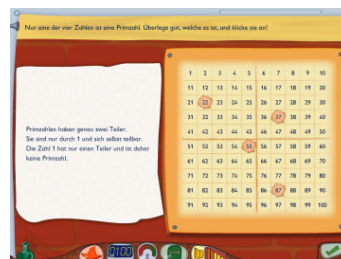 Nur eine der vier Zahlen ist eine Primzahl. Überlege gut, welche es ist, und klicke sie an!
Primzahlen haben genau zwei Teiler.
Sie sind nur durch 1 und sich selbst teilbar.
Die Zahl 1 hat nur einen Teiler und ist daher
keine Primzahl.
1 2 3 4 5 6 7 8 9 10
11 12 13 14 15 16 17 18 19 20
21 22 23 24 25 26 27 28 29 30
31 32 33 34 35 36 37 38 39 40
41 42 43 44 45 46 47 48 49 50
51 52 53 54 55 56 57 58 59 60
61 62 63 64 65 66 67 68 69 70
71 72 73 74 75 76 77 78 79 80
81 82 83 84 85 86 87 88 89 90
91 92 93 94 95 96 97 98 99 100